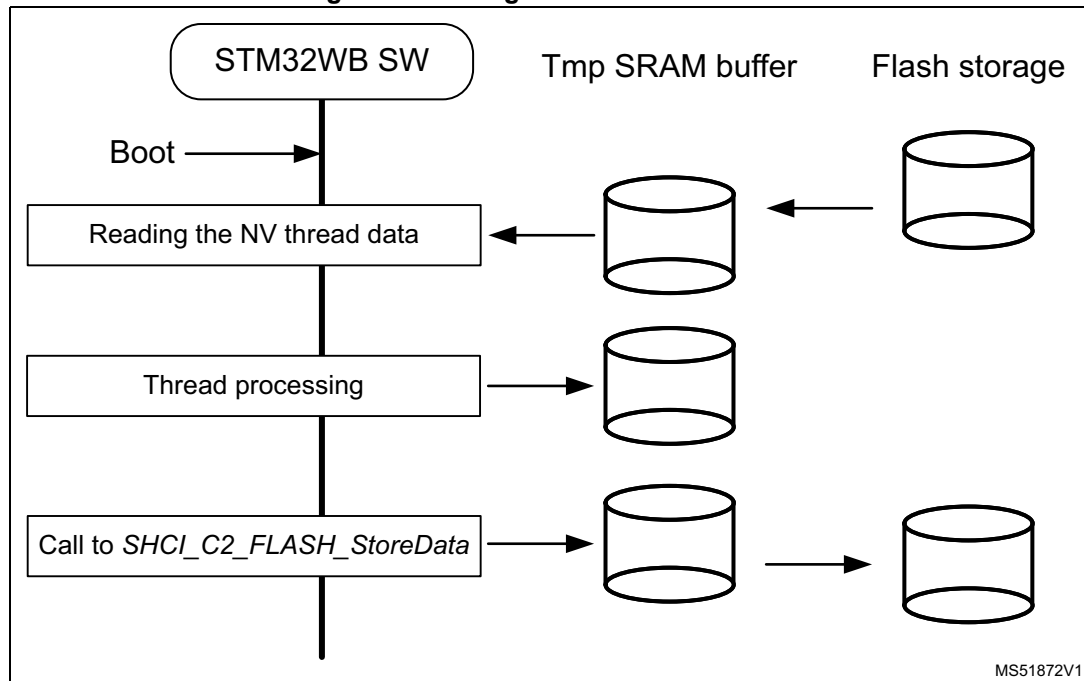 STM32WB SW
Tmp SRAM buffer
Flash storage
Boot
Reading the NV thread data
Thread processing
Call to SHCI_C2_FLASH_StoreData
MS51872V1